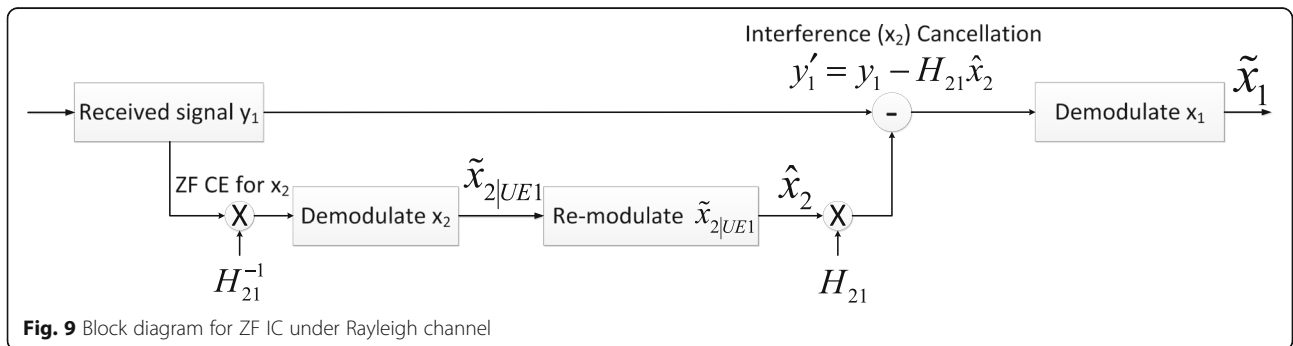 Interference (x₂) Cancellation
y₁′ = y₁ − H₂₁x̂₂
x̃₁
Received signal y₁
-
Demodulate x₁
ZF CE for x₂
X
Demodulate x₂
x̃₂|UE1
Re-modulate x̃₂|UE1
x̂₂
X
H₂₁⁻¹
H₂₁
Fig. 9 Block diagram for ZF IC under Rayleigh channel